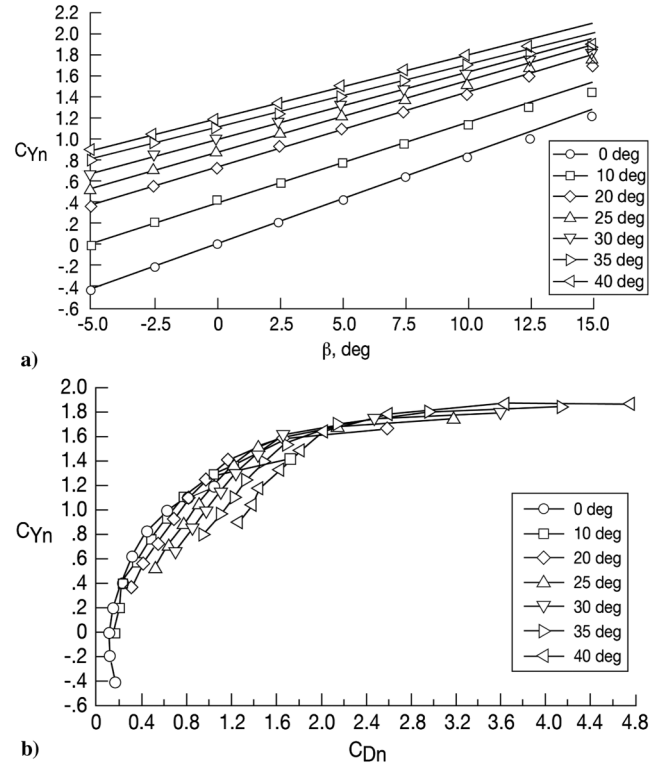 2.2
2.0
1.8
1.6
1.4
1.2
1.0
.8
.6
.4
.2
0
-.2
-.4
-.6
CYn
-5.0 -2.5 0 2.5 5.0 7.5 10.0 12.5 15.0
β, deg
0 deg
10 deg
20 deg
25 deg
30 deg
35 deg
40 deg
a)
2.0
1.8
1.6
1.4
1.2
1.0
.8
.6
.4
.2
0
-.2
-.4
-.6
CYn
0 deg
10 deg
20 deg
25 deg
30 deg
35 deg
40 deg
0 0.4 0.8 1.2 1.6 2.0 2.4 2.8 3.2 3.6 4.0 4.4 4.8
CDn
b)